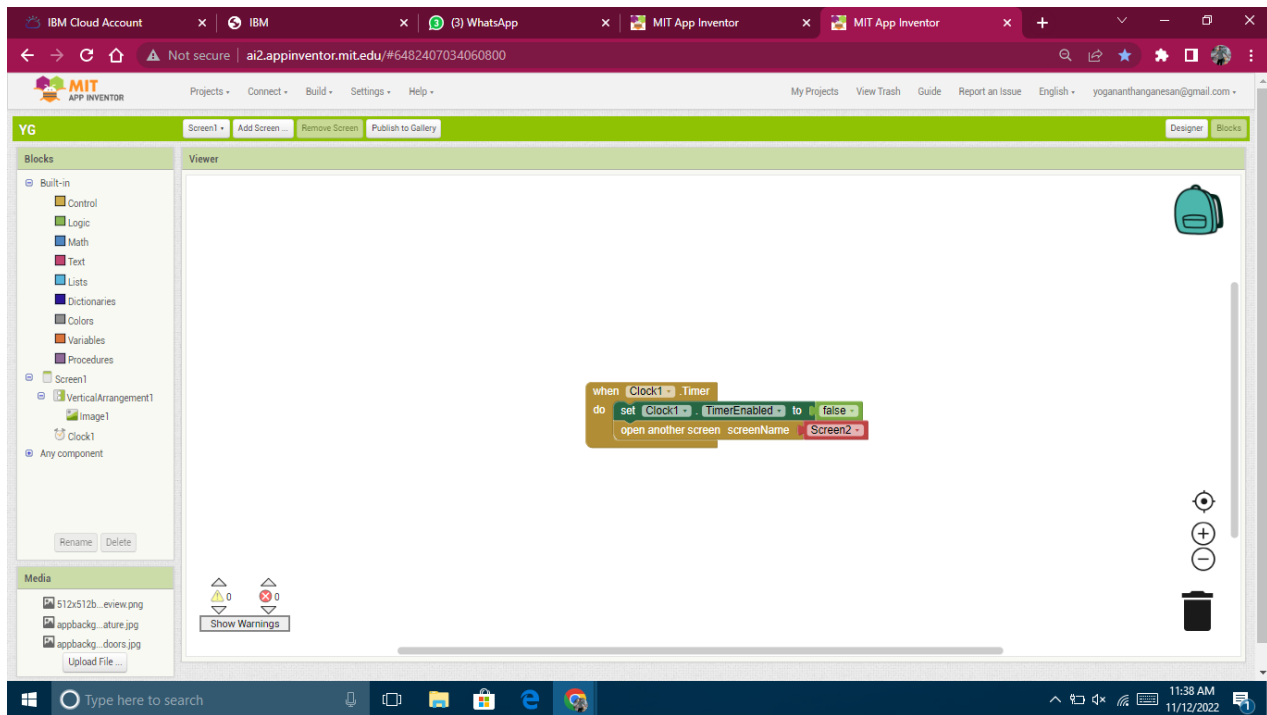 IBM Cloud Account
IBM
(3) WhatsApp
MIT App Inventor
MIT App Inventor
Not secure ai2.appinventor.mit.edu/#6482407034060800
MIT
APP INVENTOR
Projects Connect Build Settings Help
My Projects View Trash Guide Report an Issue English yogananthanganesan@gmail.com
YG
Screen1 Add Screen ... Remove Screen Publish to Gallery
Designer Blocks
Blocks
Viewer
Built-in
Control
Logic
Math
Text
Lists
Dictionaries
Colors
Variables
Procedures
Screen1
VerticalArrangement1
Image1
Clock1
Any component
when Clock1 .Timer
do set Clock1 . TimerEnabled to false
open another screen screenName Screen2
Rename Delete
Media
512x512b...eview.png
appbackg...ature.jpg
appbackg...doors.jpg
Upload File ...
0 0
Show Warnings
Type here to search
11:38 AM
11/12/2022